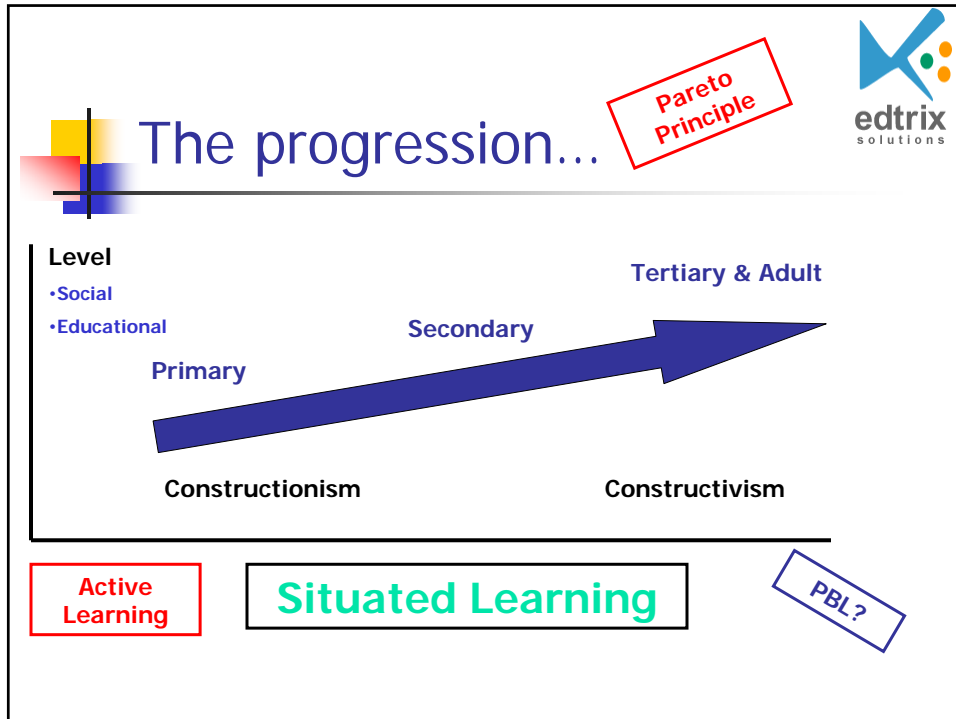 The progression...
Pareto
Principle
edtrix
solutions
Level
•Social
•Educational
Tertiary & Adult
Secondary
Primary
Constructionism
Constructivism
Active
Learning
Situated Learning
PBL?